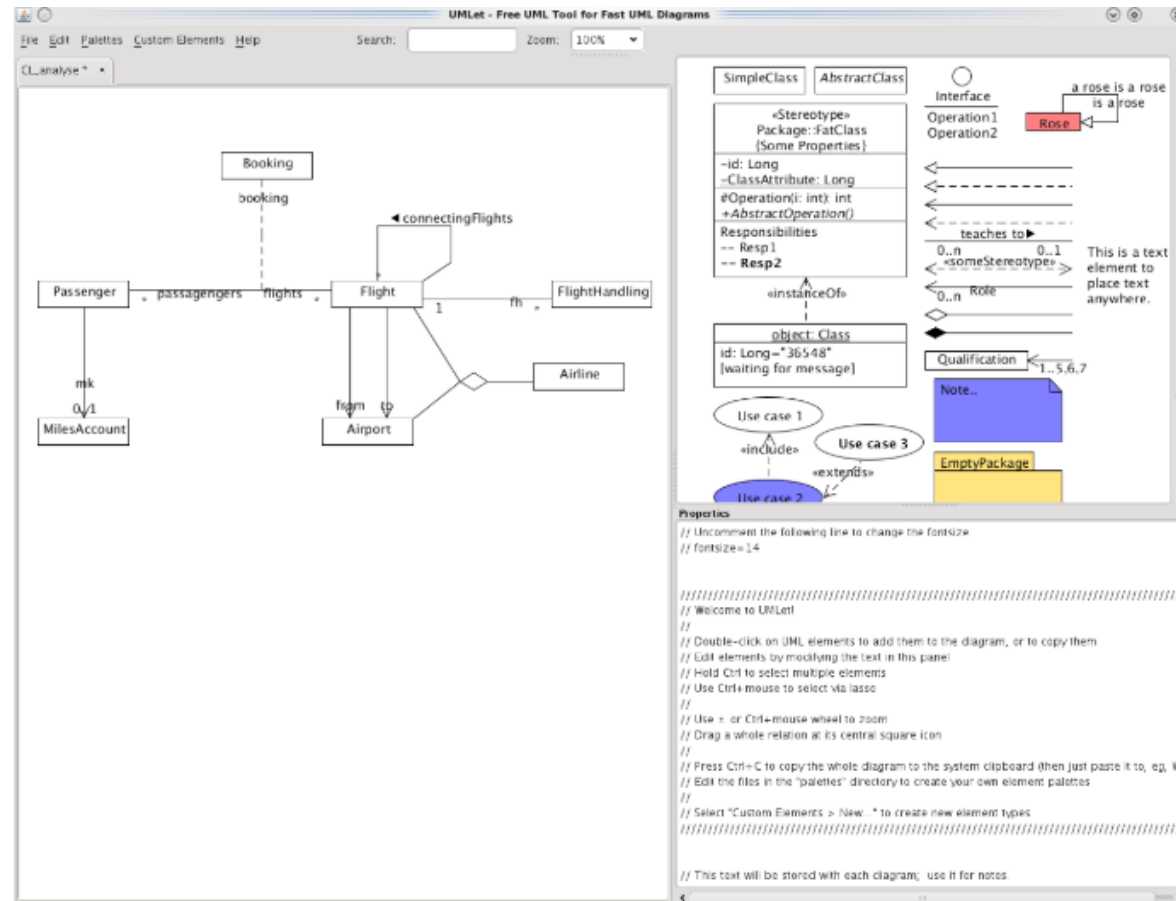 UMLet - Free UML Tool for Fast UML Diagrams
File Edit Palettes Custom Elements Help Search: Zoom: 100%
CL_analyse *
Booking
booking
connectingFlights
*
Passenger
* passagengers flights *
Flight
1 fh *
FlightHandling
Airline
mk
0..1
MilesAccount
from to
Airport
SimpleClass
AbstractClass
«Stereotype»
Package::FatClass
{Some Properties}
-id: Long
-ClassAttribute: Long
#Operation(i: int): int
+AbstractOperation()
Responsibilities
-- Resp1
-- Resp2
«instanceOf»
object: Class
id: Long="36548"
[waiting for message]
Use case 1
«include»
Use case 3
«extends»
Use case 2
Interface
Operation1
Operation2
a rose is a rose
is a rose
Rose
teaches to
0..n 0..1
«someStereotype»
Role
0..n
This is a text
element to
place text
anywhere.
Qualification
1..5,6,7
Note..
EmptyPackage
Properties
// Uncomment the following line to change the fontsize
// fontsize=14
// Welcome to UMLet!
//
// Double-click on UML elements to add them to the diagram, or to copy them
// Edit elements by modifying the text in this panel
// Hold Ctrl to select multiple elements
// Use Ctrl+mouse to select via lasso
//
// Use ± or Ctrl+mouse wheel to zoom
// Drag a whole relation at its central square icon
//
// Press Ctrl+C to copy the whole diagram to the system clipboard (then just paste it to, eg,
// Edit the files in the "palettes" directory to create your own element palettes
//
// Select "Custom Elements > New..." to create new element types
// This text will be stored with each diagram; use it for notes.